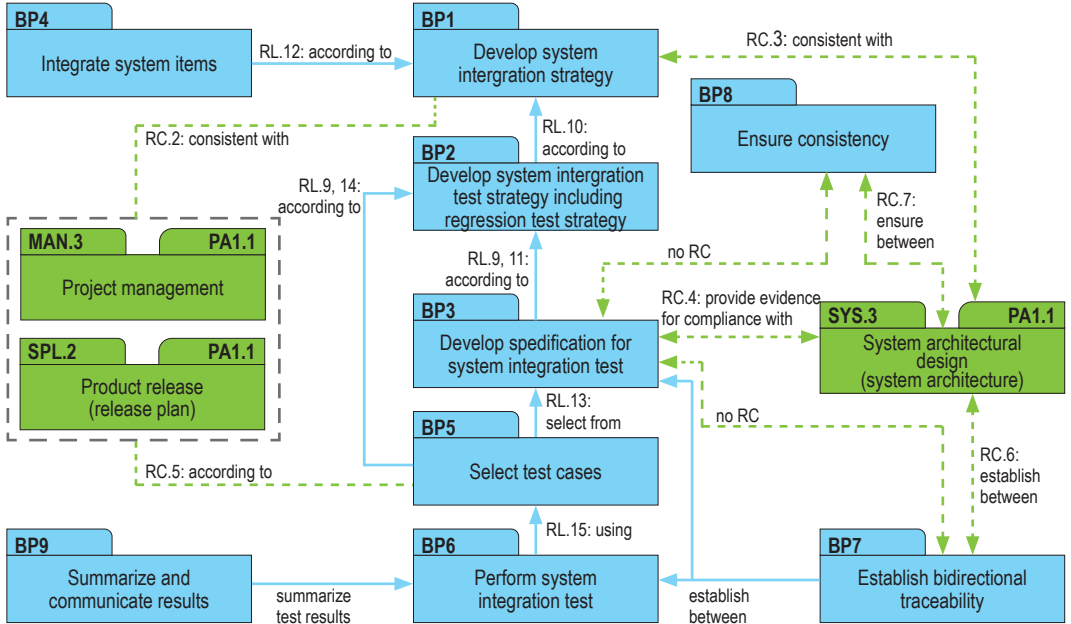 BP4
Integrate system items
RL.12: according to
BP1
Develop system
intergration strategy
RC.3: consistent with
BP8
Ensure consistency
RC.2: consistent with
RL.10:
according to
BP2
Develop system intergration
test strategy including
regression test strategy
RL.9, 14:
according to
RC.7:
ensure
between
MAN.3
PA1.1
Project management
RL.9, 11:
according to
no RC
RC.4: provide evidence
for compliance with
BP3
Develop spedification for
system integration test
SYS.3
PA1.1
System architectural
design
(system architecture)
SPL.2
PA1.1
Product release
(release plan)
RL.13:
select from
no RC
BP5
Select test cases
RC.5: according to
RC.6:
establish
between
RL.15: using
BP9
Summarize and
communicate results
summarize
test results
BP6
Perform system
integration test
establish
between
BP7
Establish bidirectional
traceability